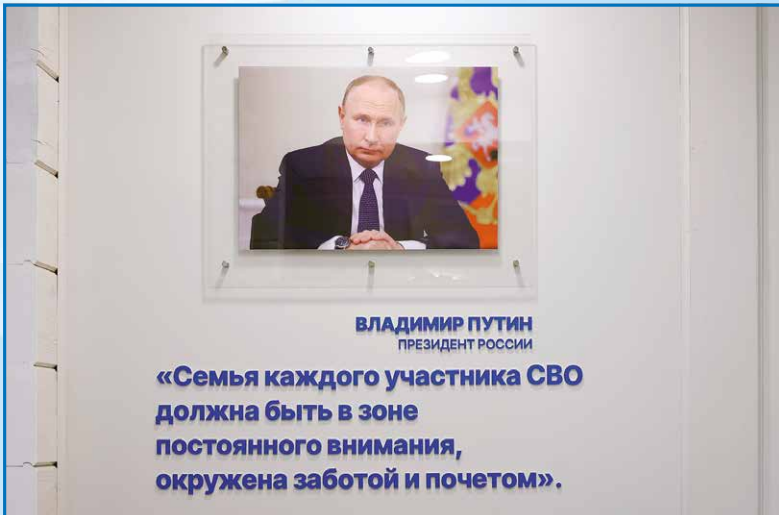 ВЛАДИМИР ПУТИН
ПРЕЗИДЕНТ РОССИИ
«Семья каждого участника СВО
должна быть в зоне
постоянного внимания,
окружена заботой и почетом».